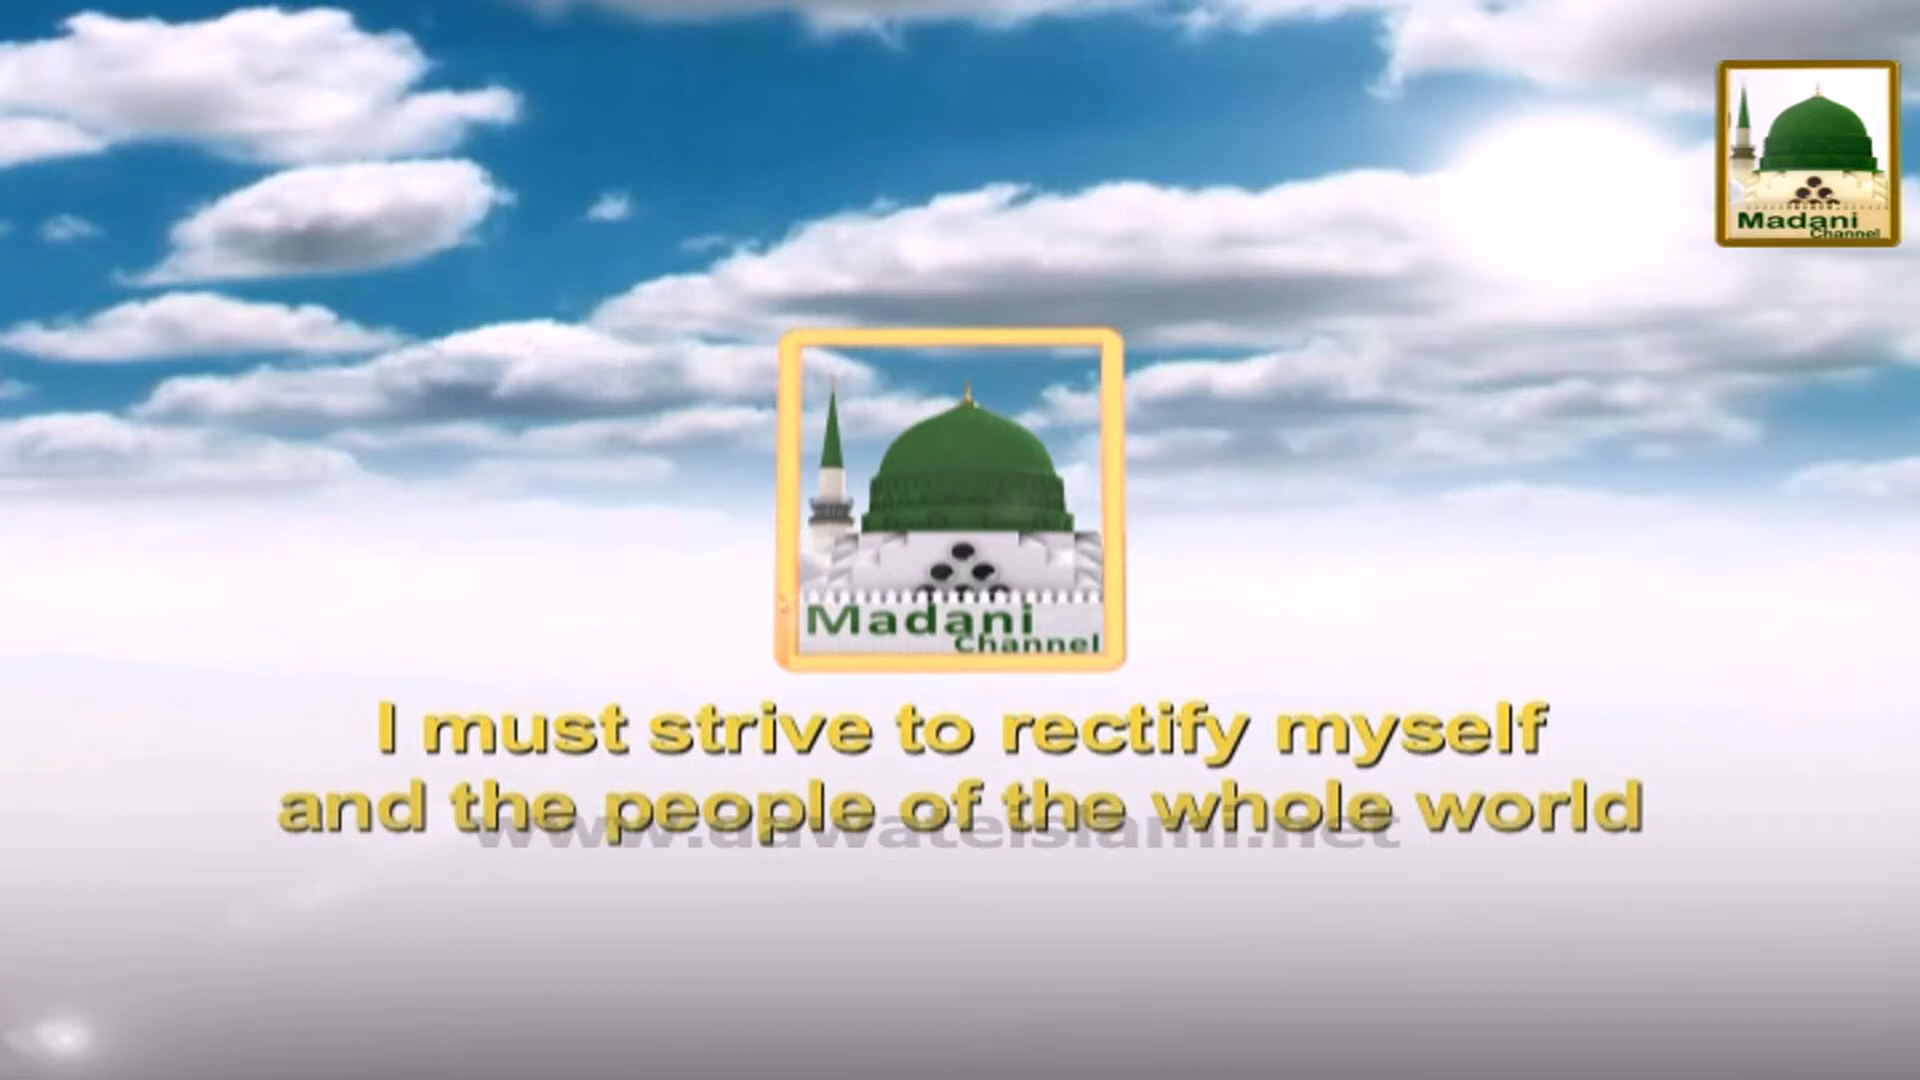 Madani
Channel
Madani
Channel
I must strive to rectify myself
and the people of the whole world
www.dawateislami.net